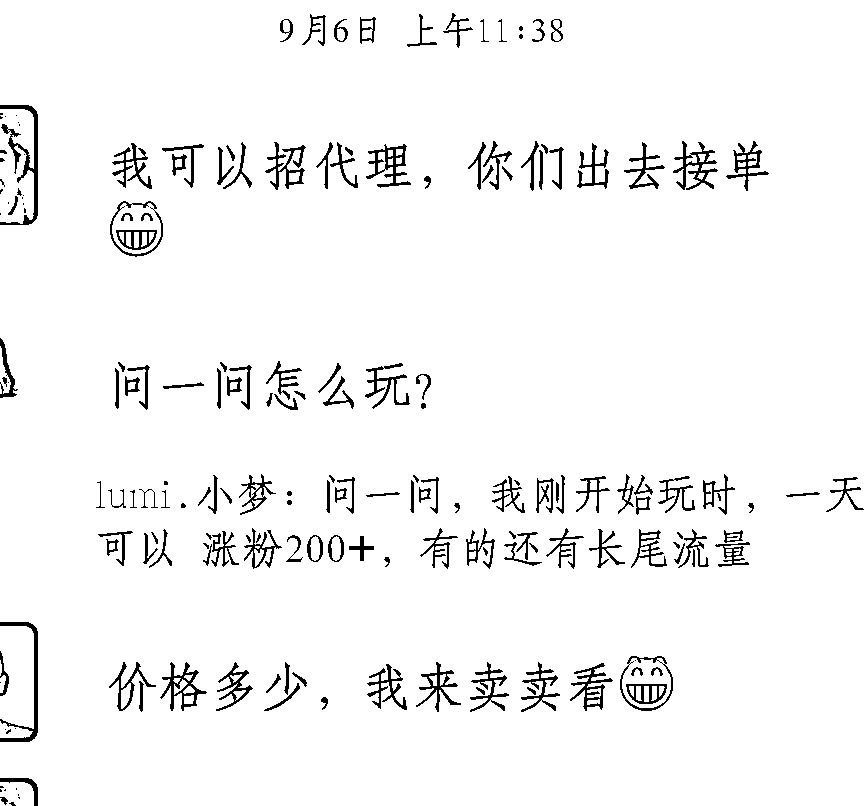 9月6日 上午11:38
我可以招代理，你们出去接单
😁
问一问怎么玩？
lumi.小梦：问一问，我刚开始玩时，一天
可以 涨粉200+，有的还有长尾流量
价格多少，我来卖卖看😁